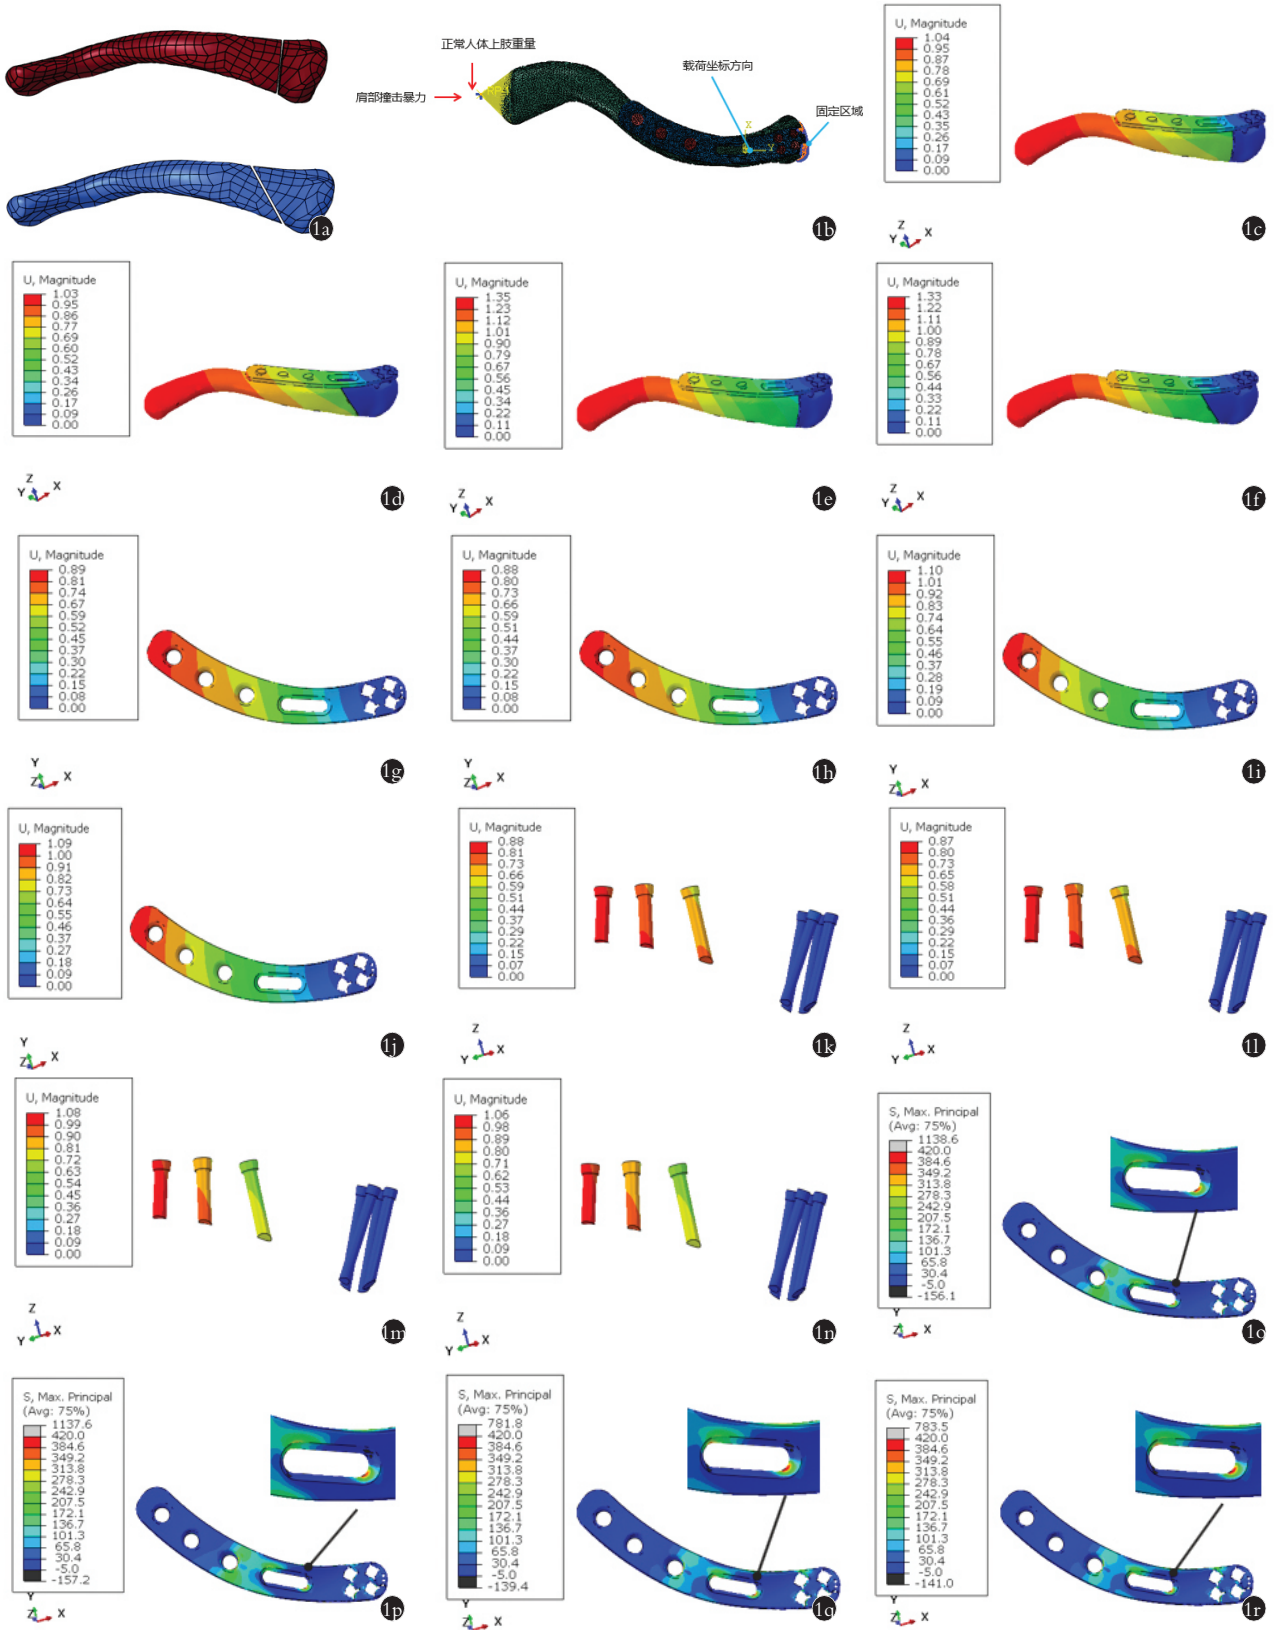 正常人体上肢重量
肩部撞击暴力
载荷坐标方向
固定区域
X
Y
1a
1b
U, Magnitude
1.04
0.95
0.87
0.78
0.69
0.61
0.52
0.43
0.35
0.26
0.17
0.09
0.00
Z
Y
X
1c
U, Magnitude
1.03
0.95
0.86
0.77
0.69
0.60
0.52
0.43
0.34
0.26
0.17
0.09
0.00
Z
Y
X
1d
U, Magnitude
1.35
1.23
1.12
1.01
0.90
0.79
0.67
0.56
0.45
0.34
0.22
0.11
0.00
Z
Y
X
1e
U, Magnitude
1.33
1.22
1.11
1.00
0.89
0.78
0.67
0.56
0.44
0.33
0.22
0.11
0.00
Z
Y
X
1f
U, Magnitude
0.89
0.81
0.74
0.67
0.59
0.52
0.45
0.37
0.30
0.22
0.15
0.08
0.00
Y
Z
X
1g
U, Magnitude
0.88
0.80
0.73
0.66
0.59
0.51
0.44
0.37
0.30
0.22
0.15
0.08
0.00
Y
Z
X
1h
U, Magnitude
1.10
1.01
0.92
0.83
0.74
0.64
0.55
0.46
0.37
0.28
0.19
0.09
0.00
Y
Z
X
1i
U, Magnitude
1.09
1.00
0.91
0.82
0.73
0.64
0.55
0.46
0.37
0.27
0.18
0.09
0.00
Y
Z
X
1j
U, Magnitude
0.88
0.81
0.73
0.66
0.59
0.51
0.44
0.37
0.29
0.22
0.15
0.07
0.00
Z
Y
X
1k
U, Magnitude
0.87
0.80
0.73
0.65
0.58
0.51
0.44
0.36
0.29
0.22
0.15
0.07
0.00
Z
Y
X
1l
U, Magnitude
1.08
0.99
0.90
0.81
0.72
0.63
0.54
0.45
0.36
0.27
0.18
0.09
0.00
Z
Y
X
1m
U, Magnitude
1.06
0.98
0.89
0.80
0.71
0.62
0.53
0.44
0.36
0.27
0.18
0.09
0.00
Z
Y
X
1n
S, Max. Principal
(Avg: 75%)
1138.6
420.0
384.6
349.2
313.8
278.3
242.9
207.5
172.1
136.7
101.3
65.8
30.4
-5.0
-156.1
Y
Z
X
1o
S, Max. Principal
(Avg: 75%)
1137.6
420.0
384.6
349.2
313.8
278.3
242.9
207.5
172.1
136.7
101.3
65.8
30.4
-5.0
-157.2
Y
Z
X
1p
S, Max. Principal
(Avg: 75%)
781.8
420.0
384.6
349.2
313.8
278.3
242.9
207.5
172.1
136.7
101.3
65.8
30.4
-5.0
-139.4
Y
Z
X
1q
S, Max. Principal
(Avg: 75%)
783.5
420.0
384.6
349.2
313.8
278.3
242.9
207.5
172.1
136.7
101.3
65.8
30.4
-5.0
-141.0
Y
Z
X
1r